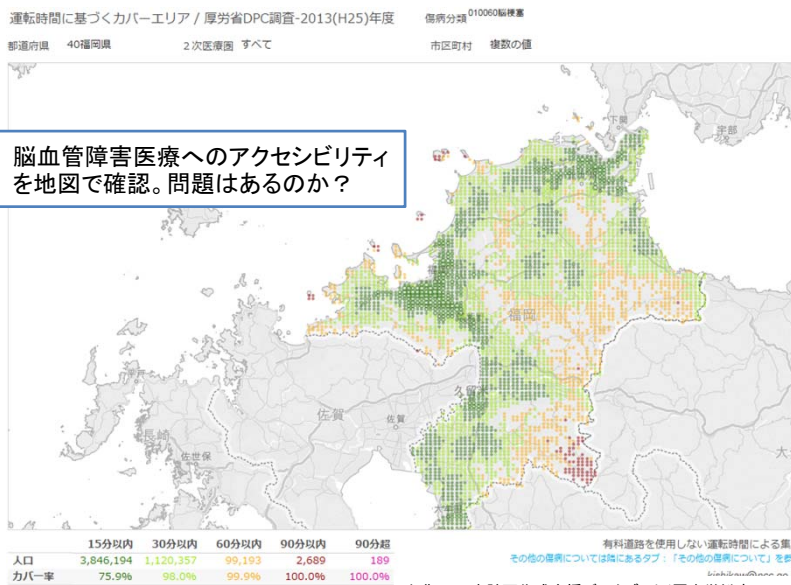 運転時間に基づくカバーエリア / 厚労省DPC調査-2013(H25)年度
傷病分類 010060脳梗塞
都道府県 40福岡県 2次医療圏 すべて 市区町村 複数の値
下関
宇部
脳血管障害医療へのアクセシビリティ
を地図で確認。問題はあるのか？
福岡
平戸
久留米
佐賀
佐賀
長崎
佐世保
大牟田
大
15分以内 30分以内 60分以内 90分以内 90分超
人口 3,846,194 1,120,357 99,193 2,689 189
カバー率 75.9% 98.0% 99.9% 100.0% 100.0%
有料道路を使用しない運転時間による集
その他の傷病については隣にあるタブ：「その他の傷病について」を参